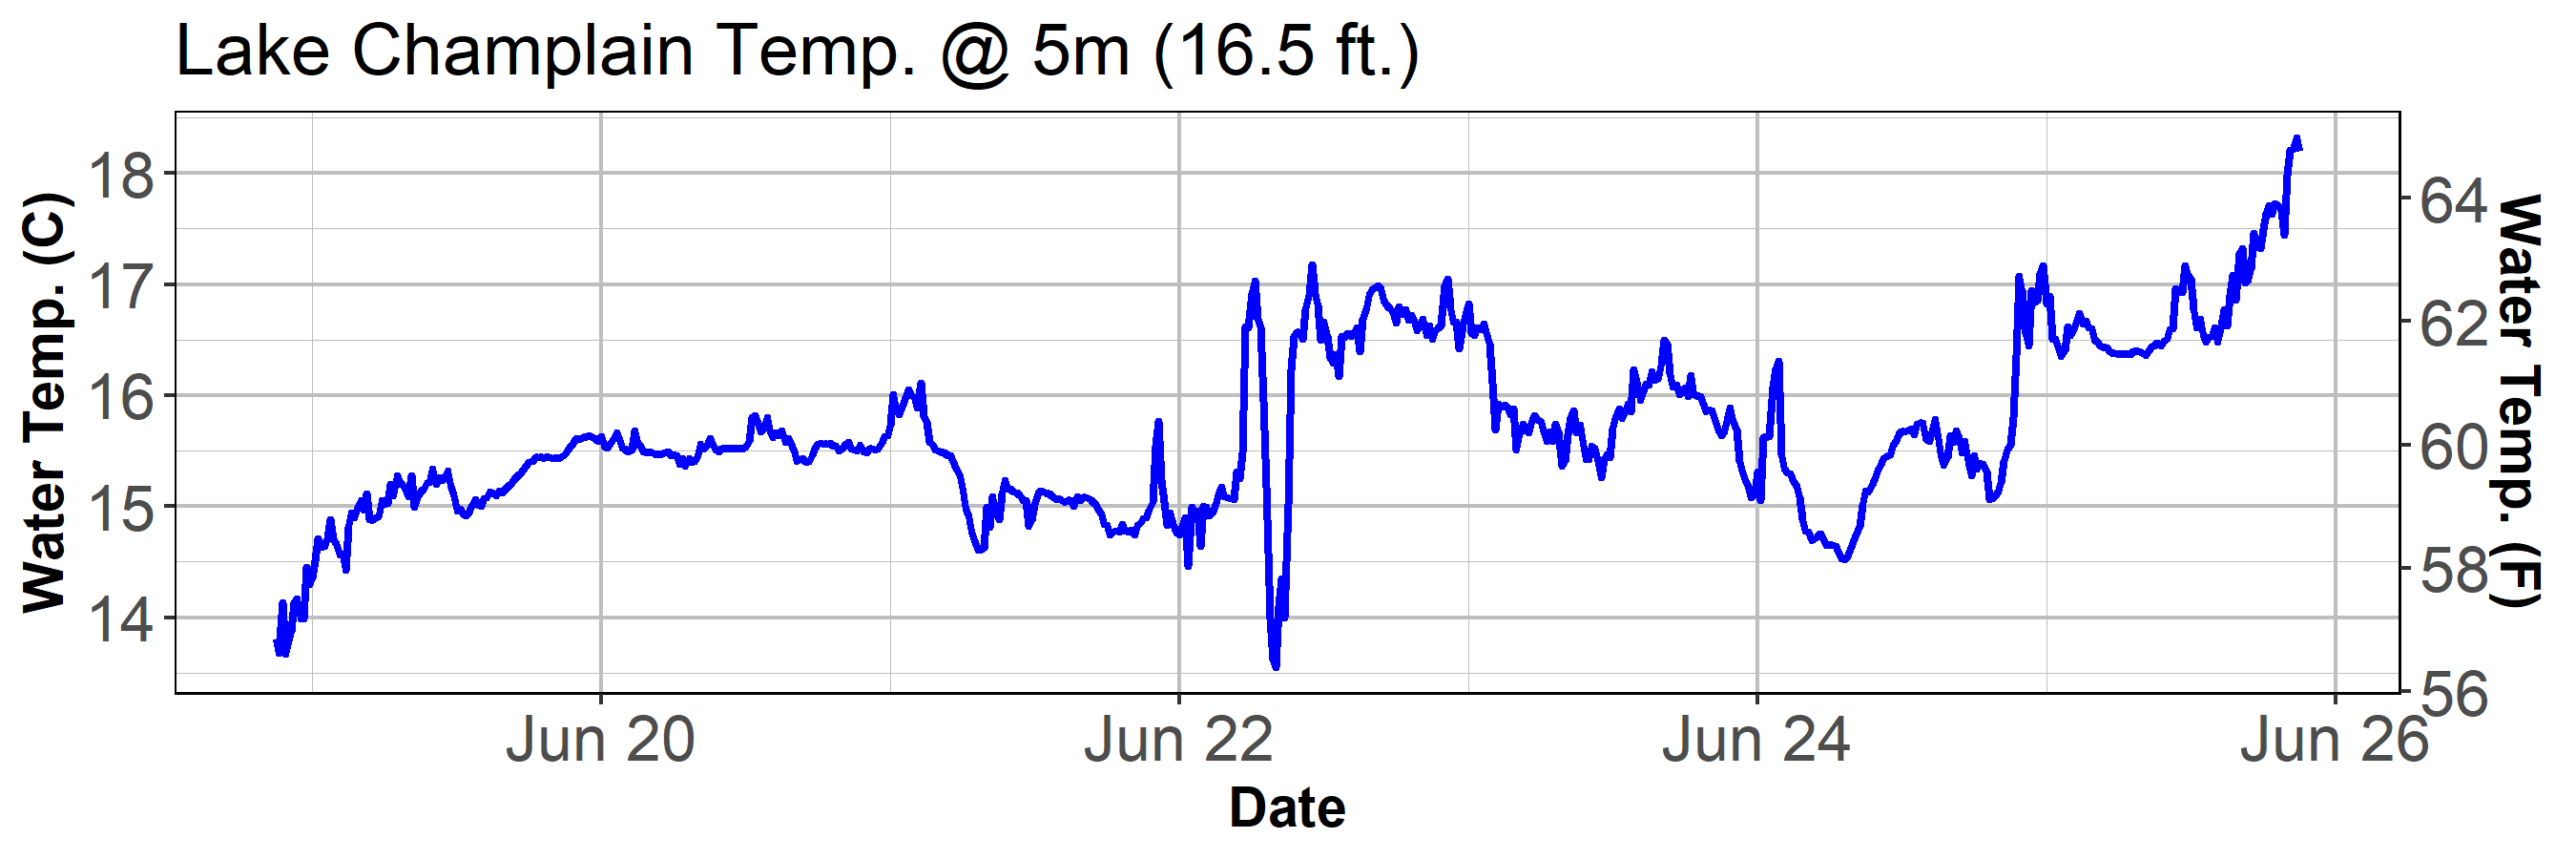 Lake Champlain Temp. @ 5m (16.5 ft.)
Water Temp. (C)
18
17
16
15
14
64
62
60
58
56
Water Temp. (F)
Jun 20
Jun 22
Jun 24
Jun 26
Date